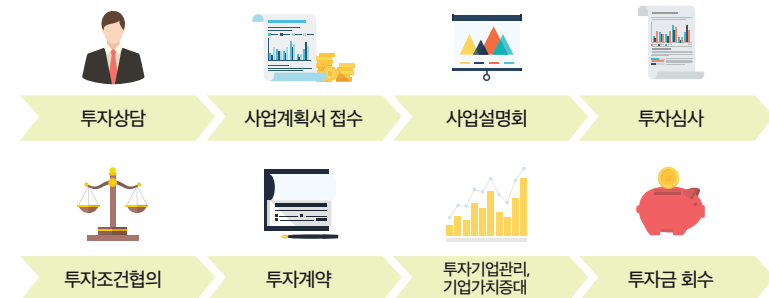 투자상담
사업계획서 접수
사업설명회
투자심사
투자조건협의
투자계약
투자기업관리,
기업가치증대
투자금 회수